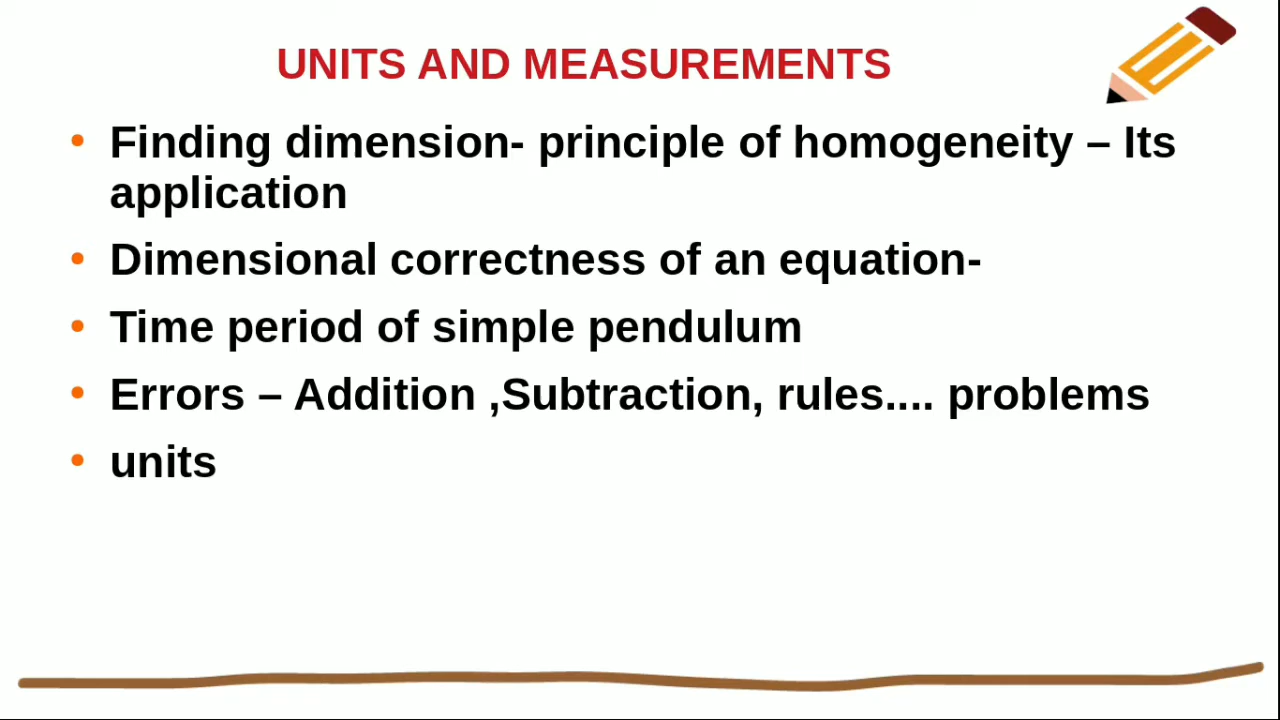 UNITS AND MEASUREMENTS
• Finding dimension- principle of homogeneity – Its
application
• Dimensional correctness of an equation-
• Time period of simple pendulum
• Errors – Addition ,Subtraction, rules.... problems
• units